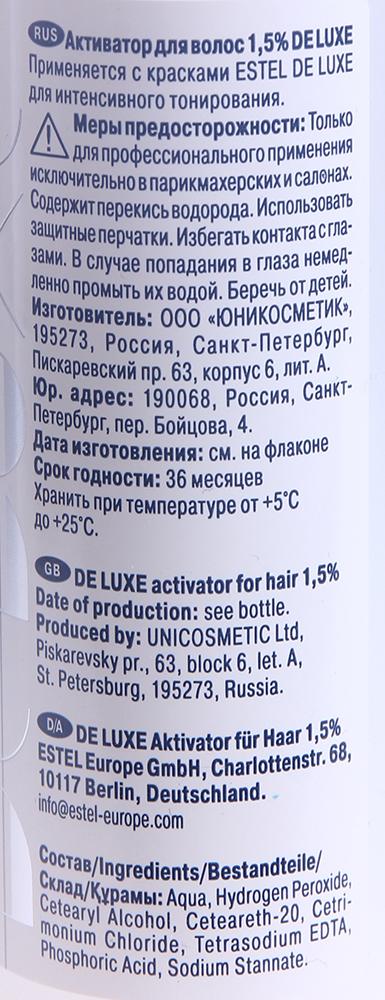 RUS Активатор для волос 1,5% DE LUXE
Применяется с красками ESTEL DE LUXE
для интенсивного тонирования.
Меры предосторожности: Только
для профессионального применения
исключительно в парикмахерских и салонах.
Содержит перекись водорода. Использовать
защитные перчатки. Избегать контакта с гла-
зами. В случае попадания в глаза немед-
ленно промыть их водой. Беречь от детей.
Изготовитель: ООО «ЮНИКОСМЕТИК»,
195273, Россия, Санкт-Петербург,
Пискаревский пр. 63, корпус 6, лит. А.
Юр. адрес: 190068, Россия, Санкт-
Петербург, пер. Бойцова, 4.
Дата изготовления: см. на флаконе
Срок годности: 36 месяцев
Хранить при температуре от +5°C
до +25°C.
GB DE LUXE activator for hair 1,5%
Date of production: see bottle.
Produced by: UNICOSMETIC Ltd,
Piskarevsky pr., 63, block 6, let. A,
St. Petersburg, 195273, Russia.
D/A DE LUXE Aktivator für Haar 1,5%
ESTEL Europe GmbH, Charlottenstr. 68,
10117 Berlin, Deutschland.
info@estel-europe.com
Состав/Ingredients/Bestandteile/
Склад/Құрамы: Aqua, Hydrogen Peroxide,
Cetearyl Alcohol, Ceteareth-20, Cetri-
monium Chloride, Tetrasodium EDTA,
Phosphoric Acid, Sodium Stannate.